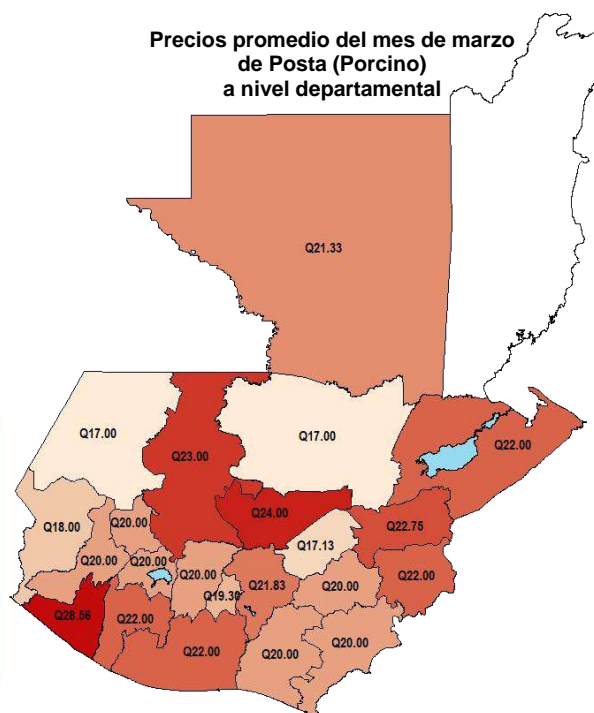 Precios promedio del mes de marzo
de Posta (Porcino)
a nivel departamental
Q21.33
Q17.00
Q17.00
Q22.00
Q23.00
Q24.00
Q18.00
Q20.00
Q22.75
Q17.13
Q20.00
Q20.00
Q20.00
Q22.00
Q21.83
Q20.00
Q19.30
Q28.56
Q22.00
Q20.00
Q22.00
Q20.00